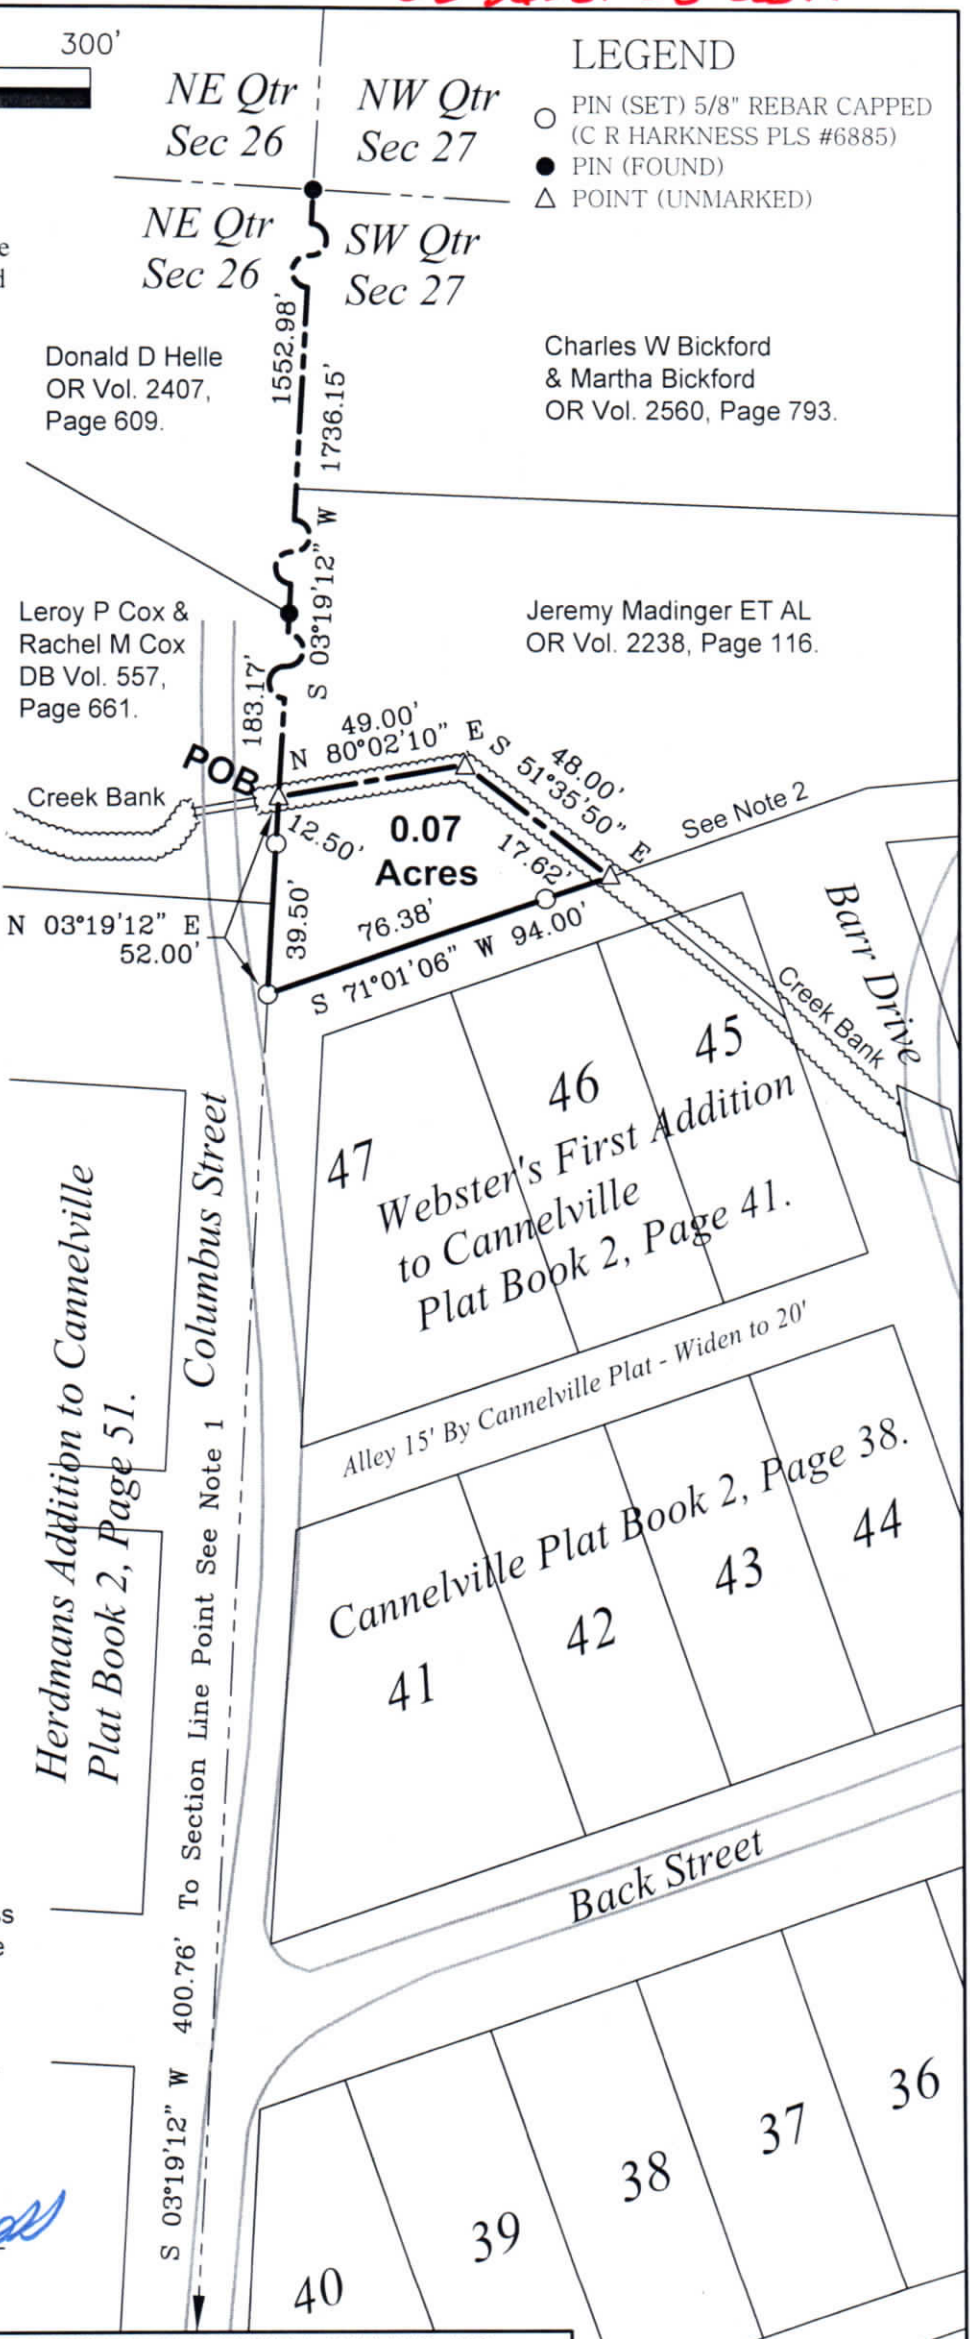 300'
LEGEND
PIN (SET) 5/8" REBAR CAPPED
(C R HARKNESS PLS #6885)
PIN (FOUND)
POINT (UNMARKED)
NE Qtr
Sec 26
NW Qtr
Sec 27
NE Qtr
Sec 26
SW Qtr
Sec 27
1552.98'
1736.15'
Donald D Helle
OR Vol. 2407,
Page 609.
Charles W Bickford
& Martha Bickford
OR Vol. 2560, Page 793.
S 03°19'12" W
Leroy P Cox &
Rachel M Cox
DB Vol. 557,
Page 661.
Jeremy Madinger ET AL
OR Vol. 2238, Page 116.
183.17'
49.00'
N 80°02'10" E
48.00'
S 51°35'50" E
POB
Creek Bank
12.50'
0.07
Acres
17.62'
See Note 2
N 03°19'12" E
52.00'
39.50'
76.38'
S 71°01'06" W 94.00'
Barr Drive
Creek Bank
45
46
47
Webster's First Addition
to Cannelville
Plat Book 2, Page 41.
Columbus Street
Herdmans Addition to Cannelville
Plat Book 2, Page 51.
Alley 15' By Cannelville Plat - Widen to 20'
Cannelville Plat Book 2, Page 38.
41
42
43
44
S 03°19'12" W 400.76' To Section Line Point See Note 1
Back Street
36
37
38
39
40